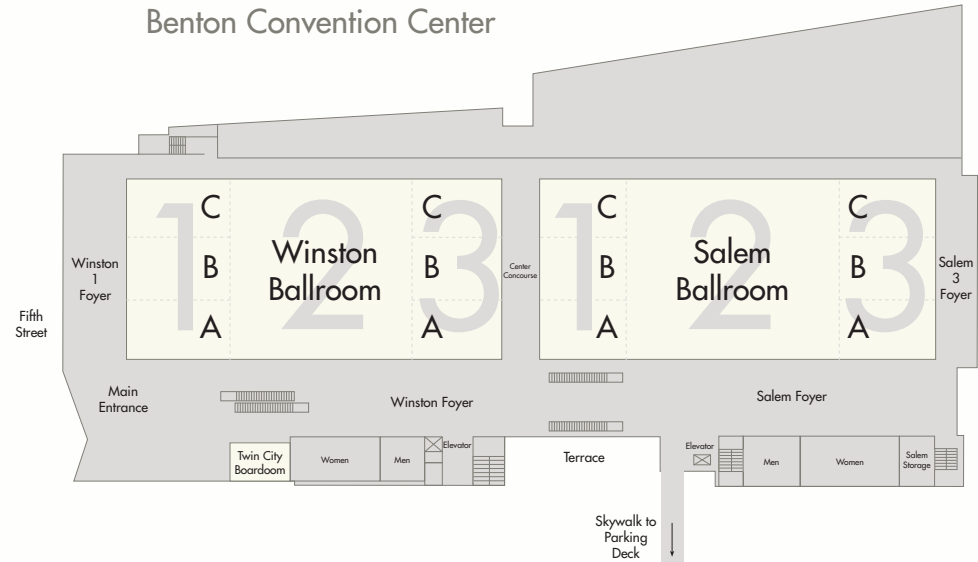 Benton Convention Center
1
2
3
C
B
A
C
B
A
Winston
Ballroom
1
2
3
C
B
A
C
B
A
Salem
Ballroom
Winston
1
Foyer
Center
Concourse
Salem
3
Foyer
Fifth
Street
Main
Entrance
Winston Foyer
Salem Foyer
Twin City
Boardoom
Women
Men
Elevator
Terrace
Elevator
Men
Women
Salem
Storage
Skywalk to
Parking
Deck